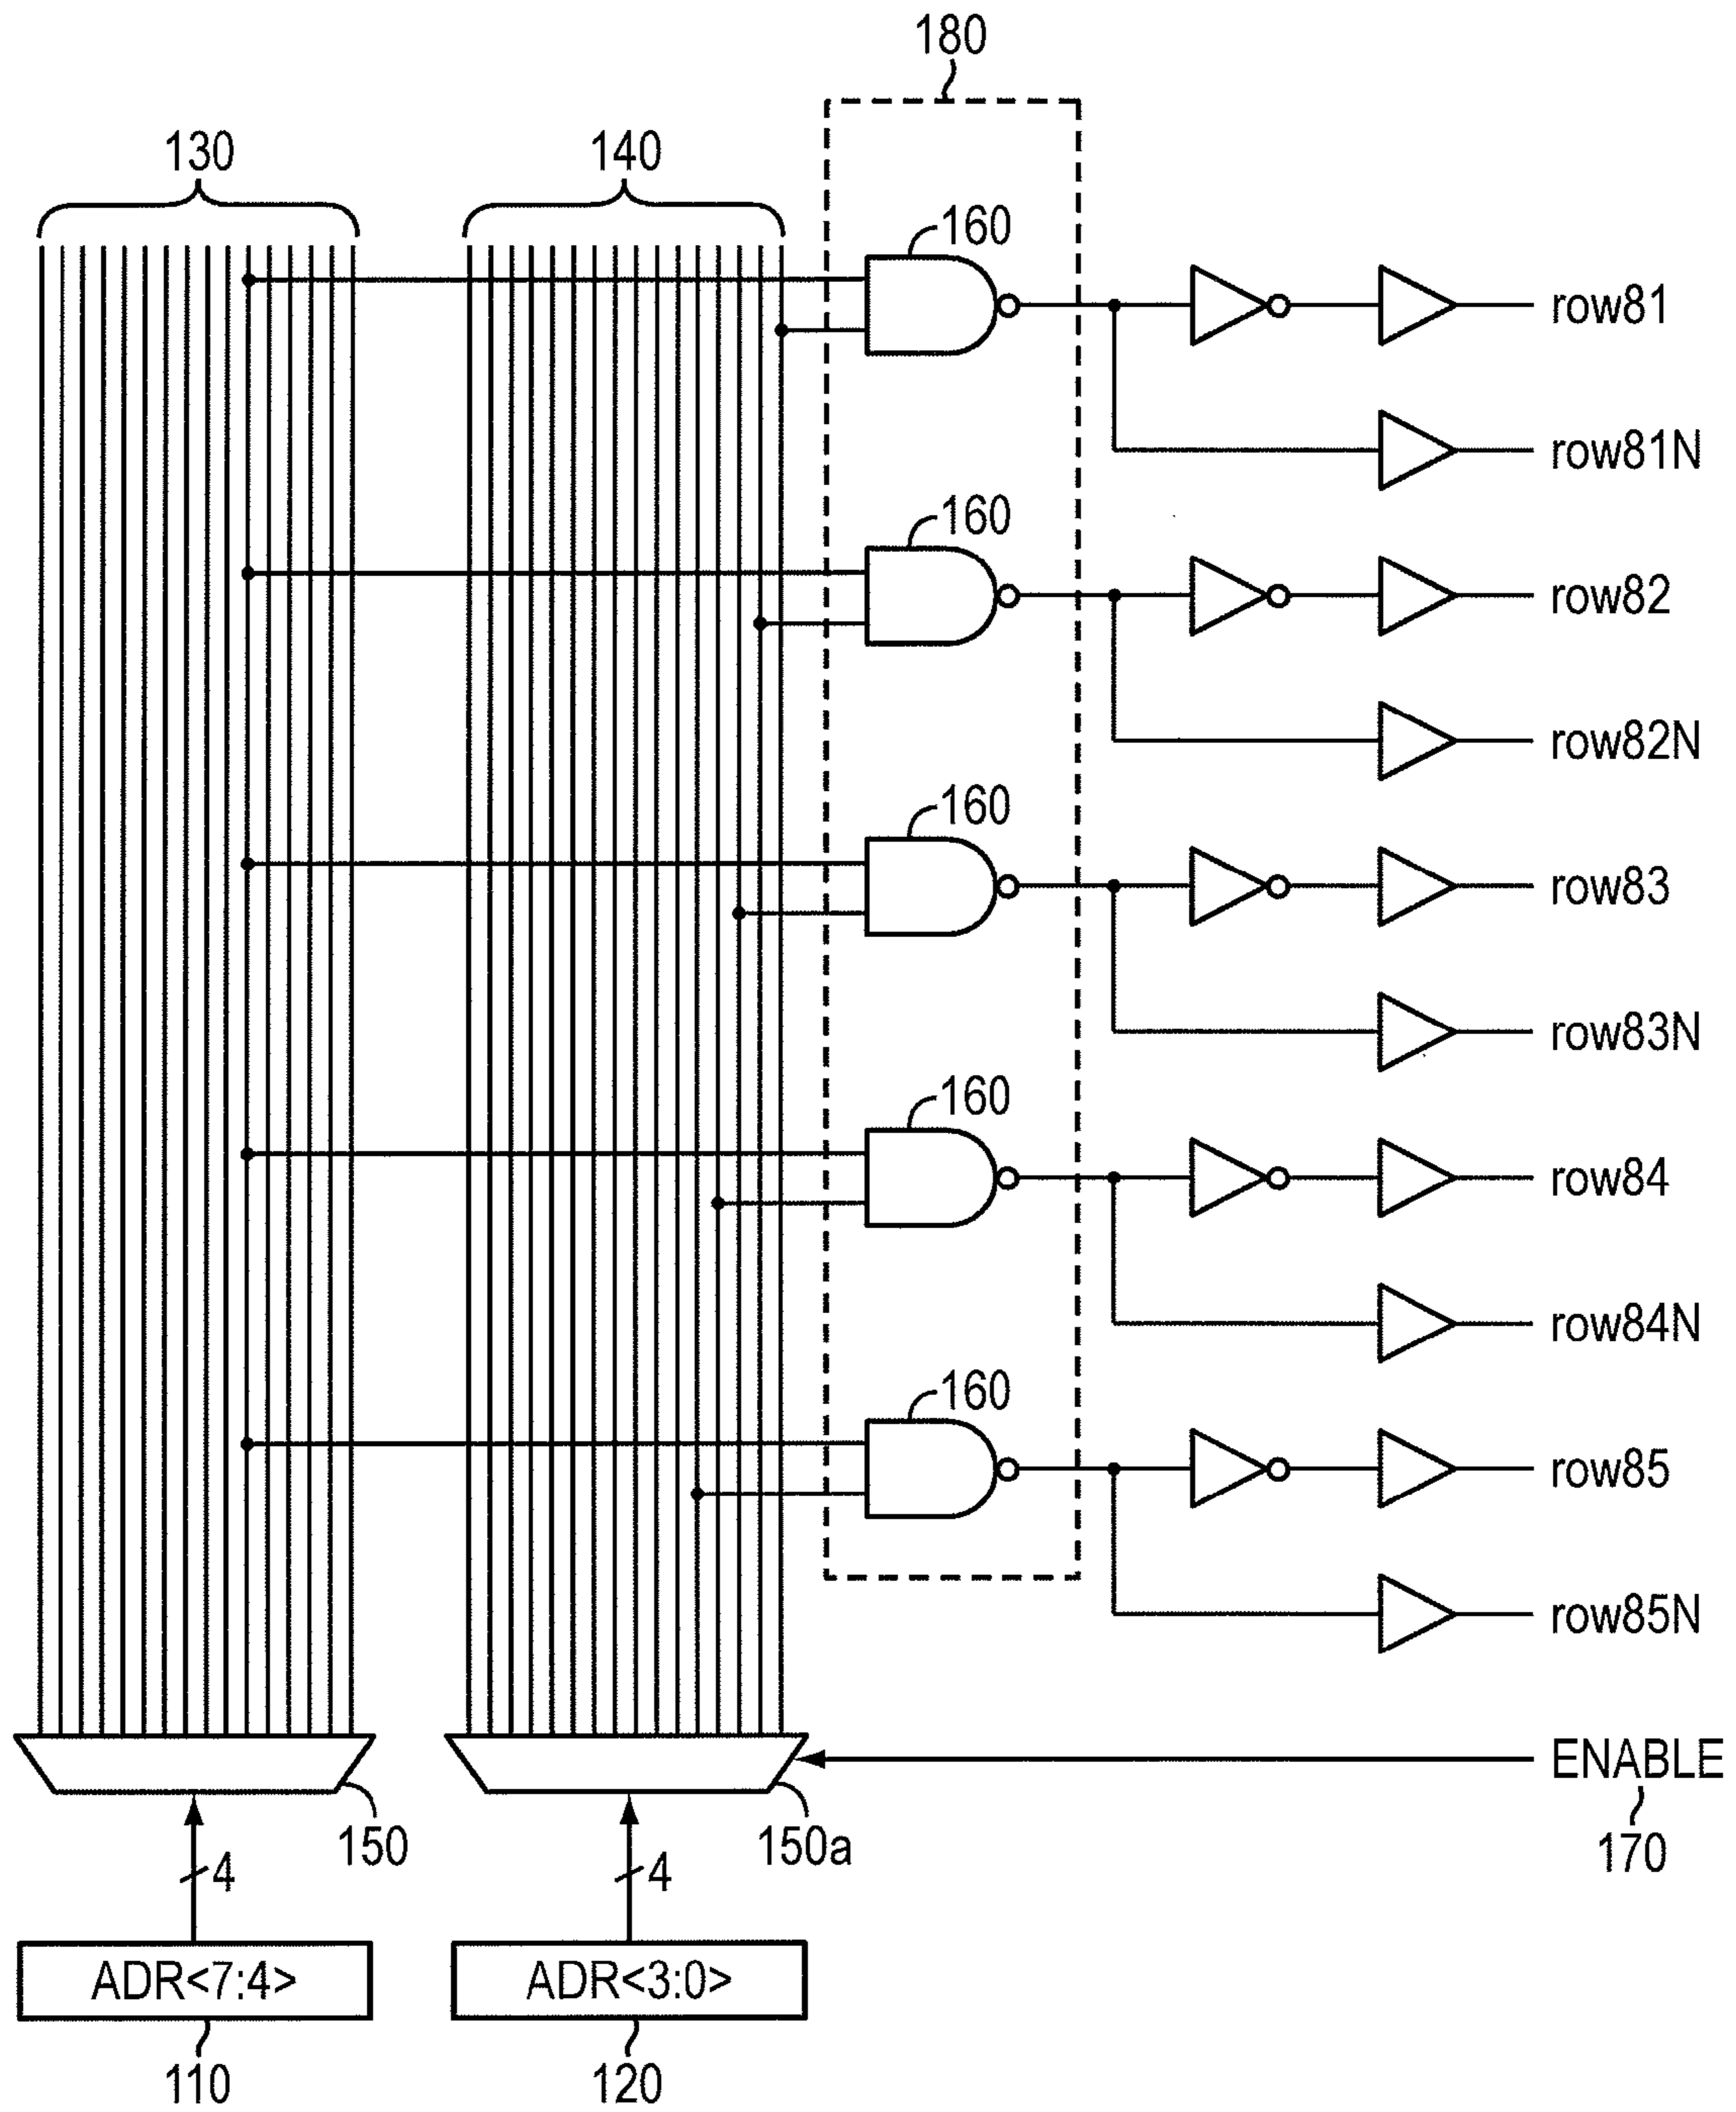 180
130
140
160
row81
row81N
160
row82
row82N
160
row83
row83N
160
row84
row84N
160
row85
row85N
ENABLE
150
150a
170
4
4
ADR<7:4>
ADR<3:0>
110
120